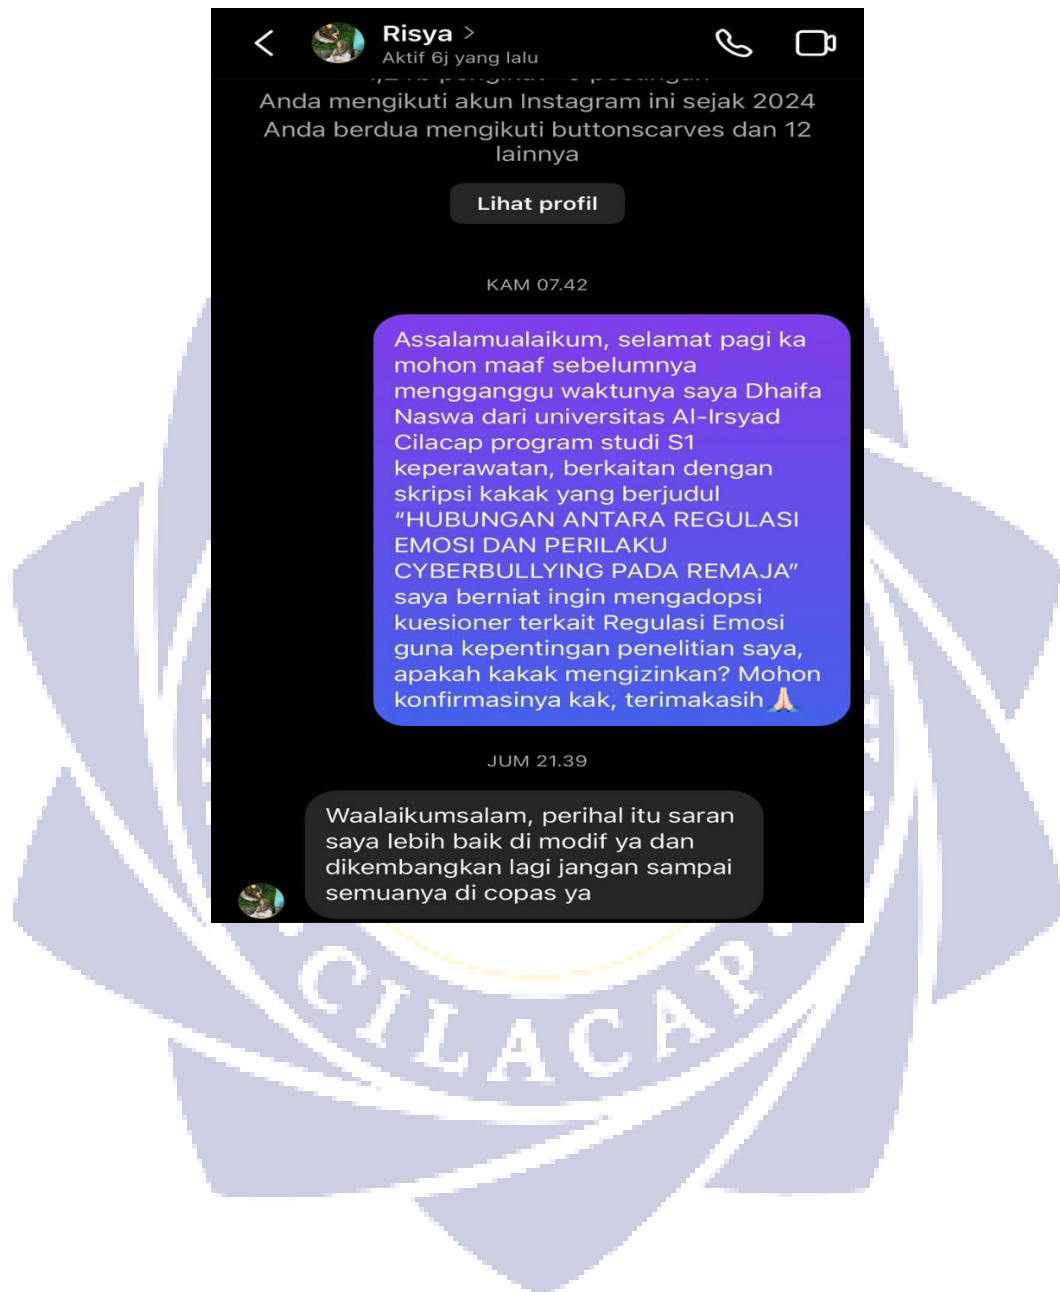 Risya >
Aktif 6j yang lalu
Anda mengikuti akun Instagram ini sejak 2024
Anda berdua mengikuti buttonscarves dan 12
lainnya
Lihat profil
KAM 07.42
Assalamualaikum, selamat pagi ka
mohon maaf sebelumnya
mengganggu waktunya saya Dhaifa
Naswa dari universitas Al-Irsyad
Cilacap program studi S1
keperawatan, berkaitan dengan
skripsi kakak yang berjudul
“HUBUNGAN ANTARA REGULASI
EMOSI DAN PERILAKU
CYBERBULLYING PADA REMAJA”
saya berniat ingin mengadopsi
kuesioner terkait Regulasi Emosi
guna kepentingan penelitian saya,
apakah kakak mengizinkan? Mohon
konfirmasinya kak, terimakasih🙏🏻
JUM 21.39
Waalaikumsalam, perihal itu saran
saya lebih baik di modif ya dan
dikembangkan lagi jangan sampai
semuanya di copas ya
CILACAP